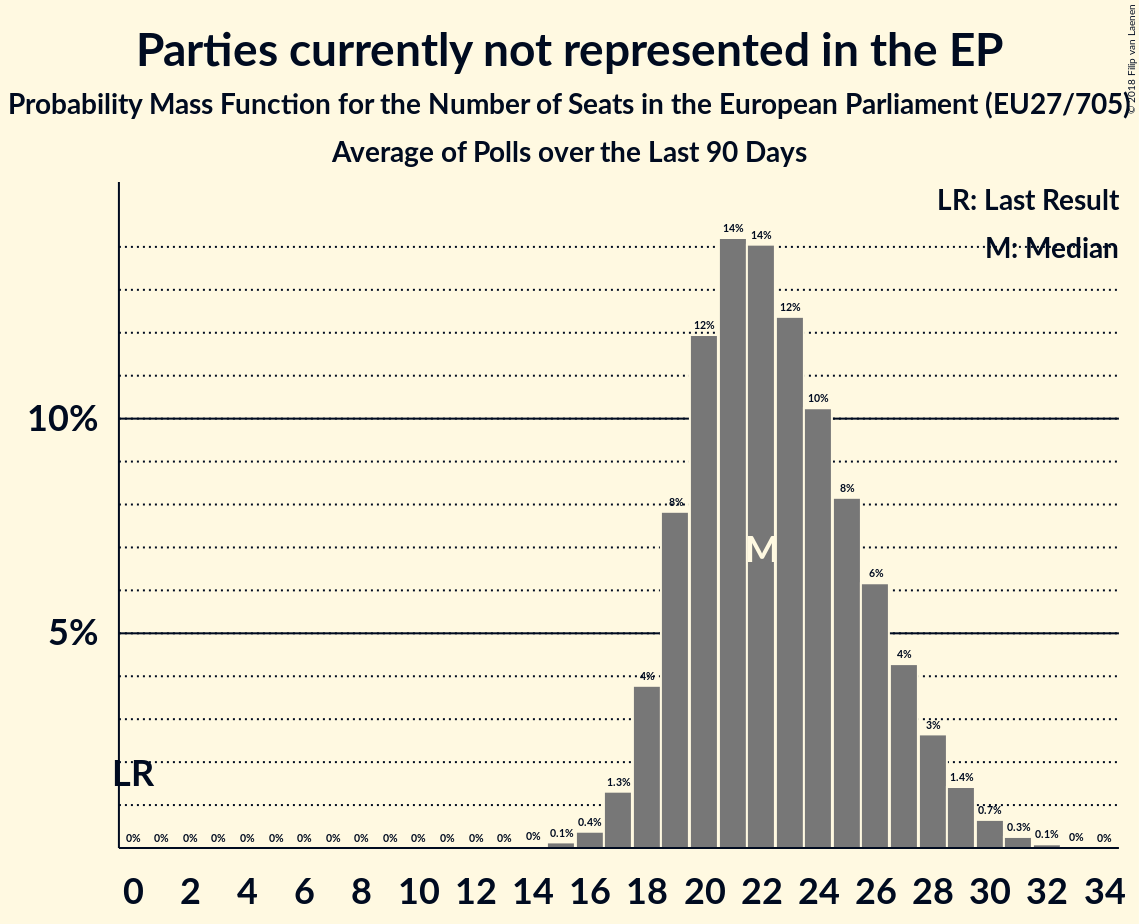 Parties currently not represented in the EP
Probability Mass Function for the Number of Seats in the European Parliament (EU27/705)
Average of Polls over the Last 90 Days
© 2018 Filip van Laenen
LR: Last Result
M: Median
10%
5%
LR
M
0% 0% 0% 0% 0% 0% 0% 0% 0% 0% 0% 0% 0% 0% 0% 0.1% 0.4% 1.3% 4% 8% 12% 14% 14% 12% 10% 8% 6% 4% 3% 1.4% 0.7% 0.3% 0.1% 0% 0%
0 2 4 6 8 10 12 14 16 18 20 22 24 26 28 30 32 34